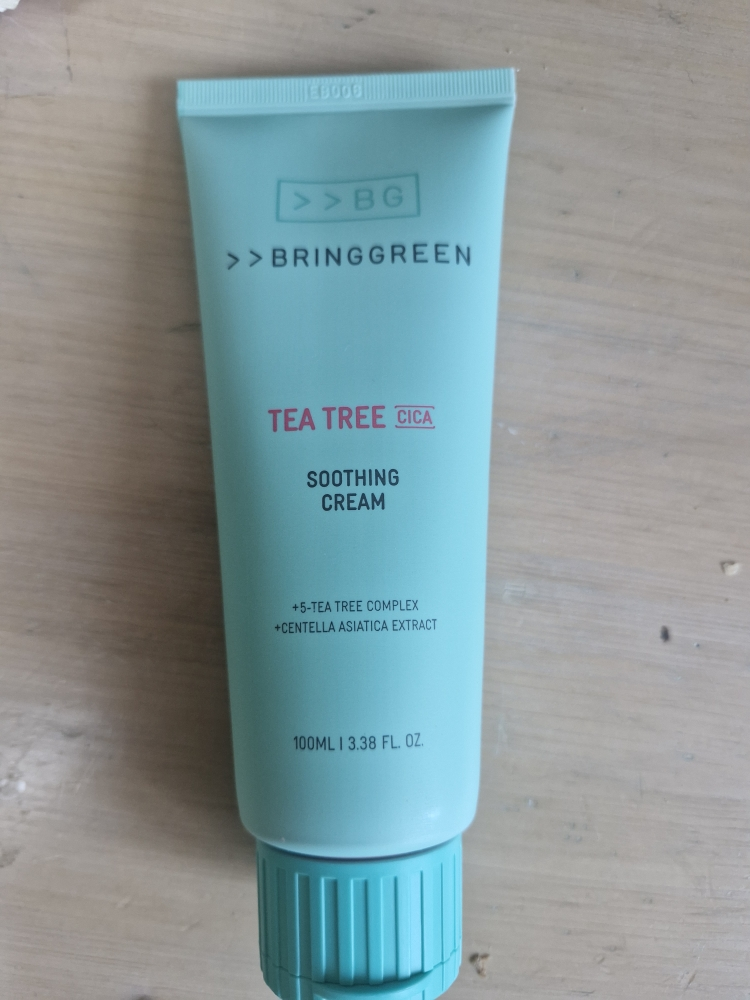 EB006
>>BG
>>BRINGGREEN
TEA TREE CICA
SOOTHING
CREAM
+5-TEA TREE COMPLEX
+CENTELLA ASIATICA EXTRACT
100ML I 3.38 FL. OZ.